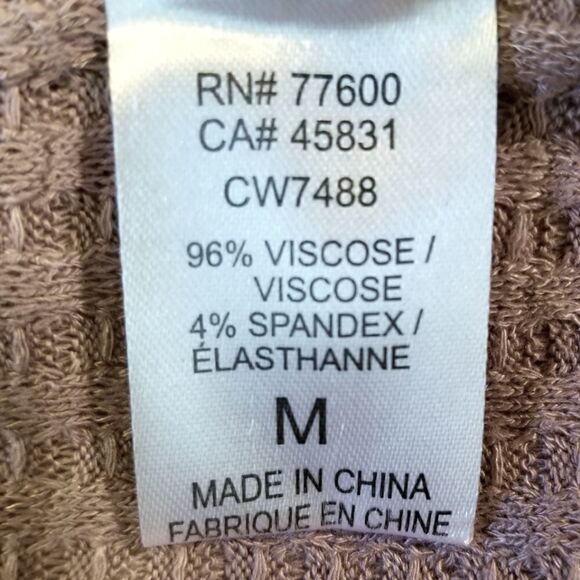 RN# 77600
CA# 45831
CW7488
96% VISCOSE /
VISCOSE
4% SPANDEX /
ÉLASTHANNE
M
MADE IN CHINA
FABRIQUE EN CHINE